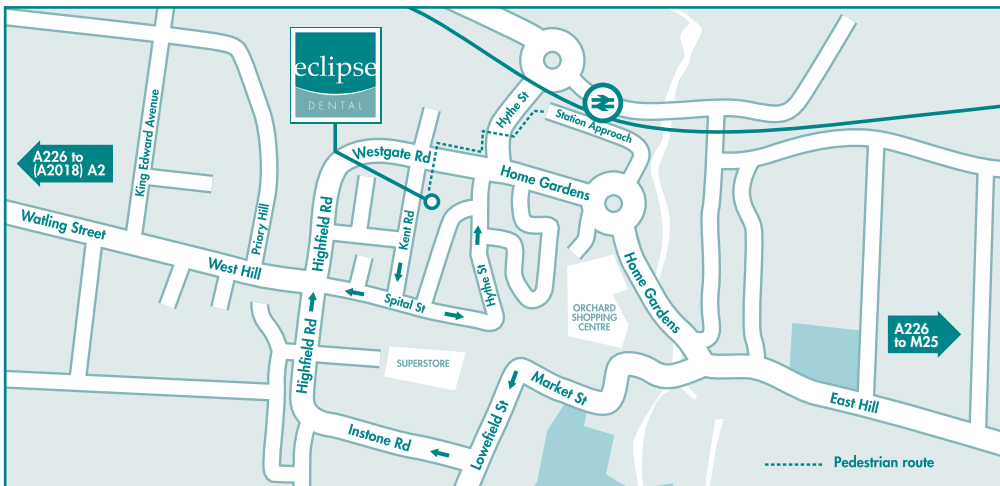 eclipse
DENTAL
Hythe St
Station Approach
King Edward Avenue
A226 to
(A2018) A2
Westgate Rd
Home Gardens
Watling Street
Priory Hill
Highfield Rd
Kent Rd
West Hill
Hythe St
Spital St
Home Gardens
ORCHARD
SHOPPING
CENTRE
A226
to M25
Highfield Rd
SUPERSTORE
Market St
East Hill
Lowefield St
Instone Rd
Pedestrian route